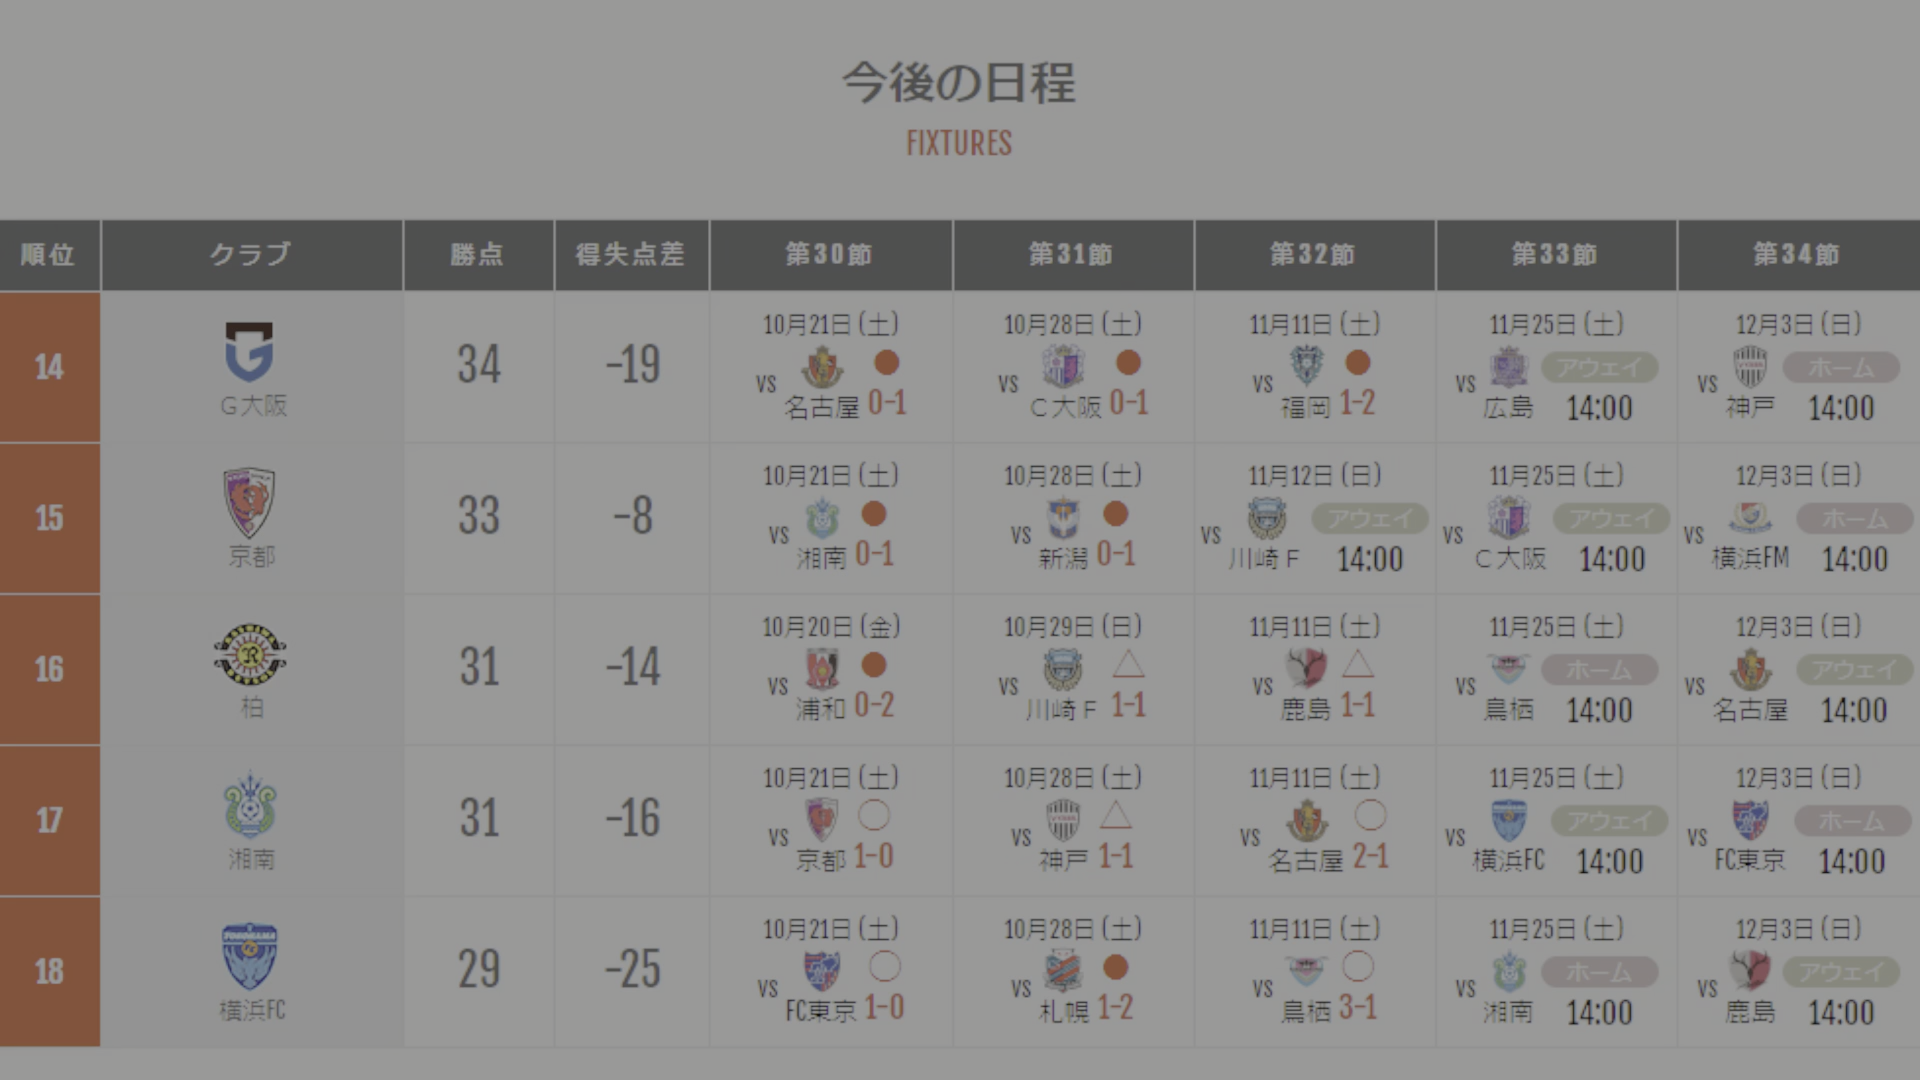 今後の日程
FIXTURES
順位 クラブ 勝点 得失点差 第30節 第31節 第32節 第33節 第34節
14 G大阪 34 -19 10月21日(土) VS 名古屋 ● 0-1 10月28日(土) VS C大阪 ● 0-1 11月11日(土) VS 福岡 ● 1-2 11月25日(土) VS 広島 アウェイ 14:00 12月3日(日) VS 神戸 ホーム 14:00
15 京都 33 -8 10月21日(土) VS 湘南 ● 0-1 10月28日(土) VS 新潟 ● 0-1 11月12日(日) VS 川崎F アウェイ 14:00 11月25日(土) VS C大阪 アウェイ 14:00 12月3日(日) VS 横浜FM ホーム 14:00
16 柏 31 -14 10月20日(金) VS 浦和 ● 0-2 10月29日(日) VS 川崎F △ 1-1 11月11日(土) VS 鹿島 △ 1-1 11月25日(土) VS 鳥栖 ホーム 14:00 12月3日(日) VS 名古屋 アウェイ 14:00
17 湘南 31 -16 10月21日(土) VS 京都 ○ 1-0 10月28日(土) VS 神戸 △ 1-1 11月11日(土) VS 名古屋 ○ 2-1 11月25日(土) VS 横浜FC アウェイ 14:00 12月3日(日) VS FC東京 ホーム 14:00
18 横浜FC 29 -25 10月21日(土) VS FC東京 ○ 1-0 10月28日(土) VS 札幌 ● 1-2 11月11日(土) VS 鳥栖 ○ 3-1 11月25日(土) VS 湘南 ホーム 14:00 12月3日(日) VS 鹿島 アウェイ 14:00